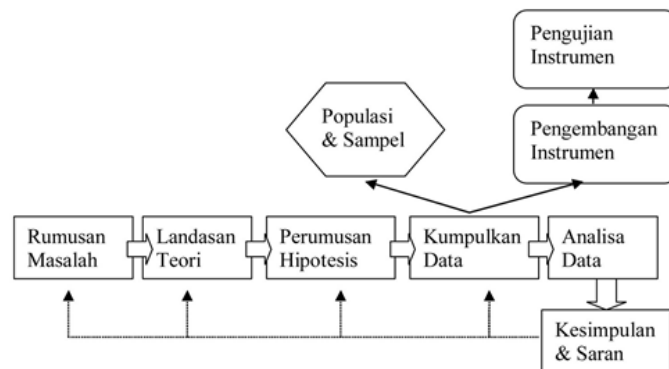 Pengujian
Instrumen
Populasi
& Sampel
Pengembangan
Instrumen
Rumusan
Masalah
Landasan
Teori
Perumusan
Hipotesis
Kumpulkan
Data
Analisa
Data
Kesimpulan
& Saran